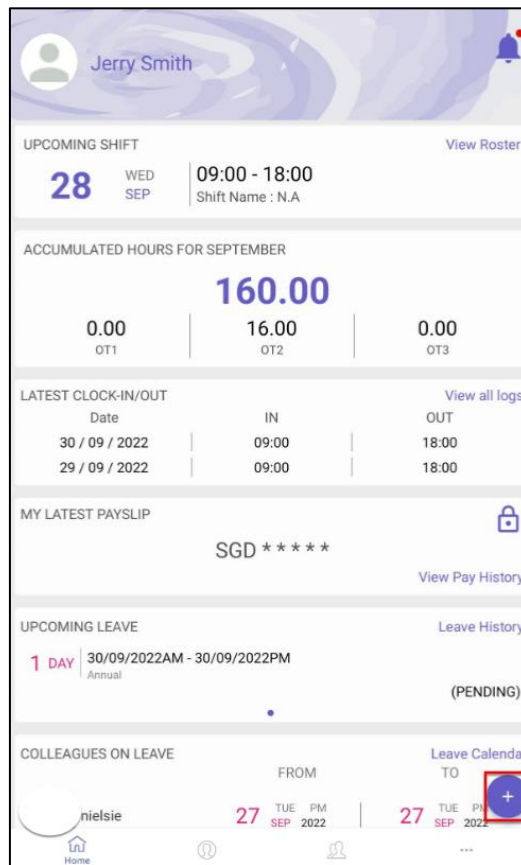 Jerry Smith
UPCOMING SHIFT View Roster
28 WED SEP 09:00 - 18:00
Shift Name : N.A
ACCUMULATED HOURS FOR SEPTEMBER
160.00
0.00 16.00 0.00
OT1 OT2 OT3
LATEST CLOCK-IN/OUT View all logs
Date IN OUT
30 / 09 / 2022 09:00 18:00
29 / 09 / 2022 09:00 18:00
MY LATEST PAYSLIP
SGD * * * * *
View Pay History
UPCOMING LEAVE Leave History
1 DAY 30/09/2022AM - 30/09/2022PM
Annual
(PENDING)
COLLEAGUES ON LEAVE Leave Calenda
FROM TO
nielsie 27 TUE PM 27 TUE
SEP 2022 SEP 2022
Home